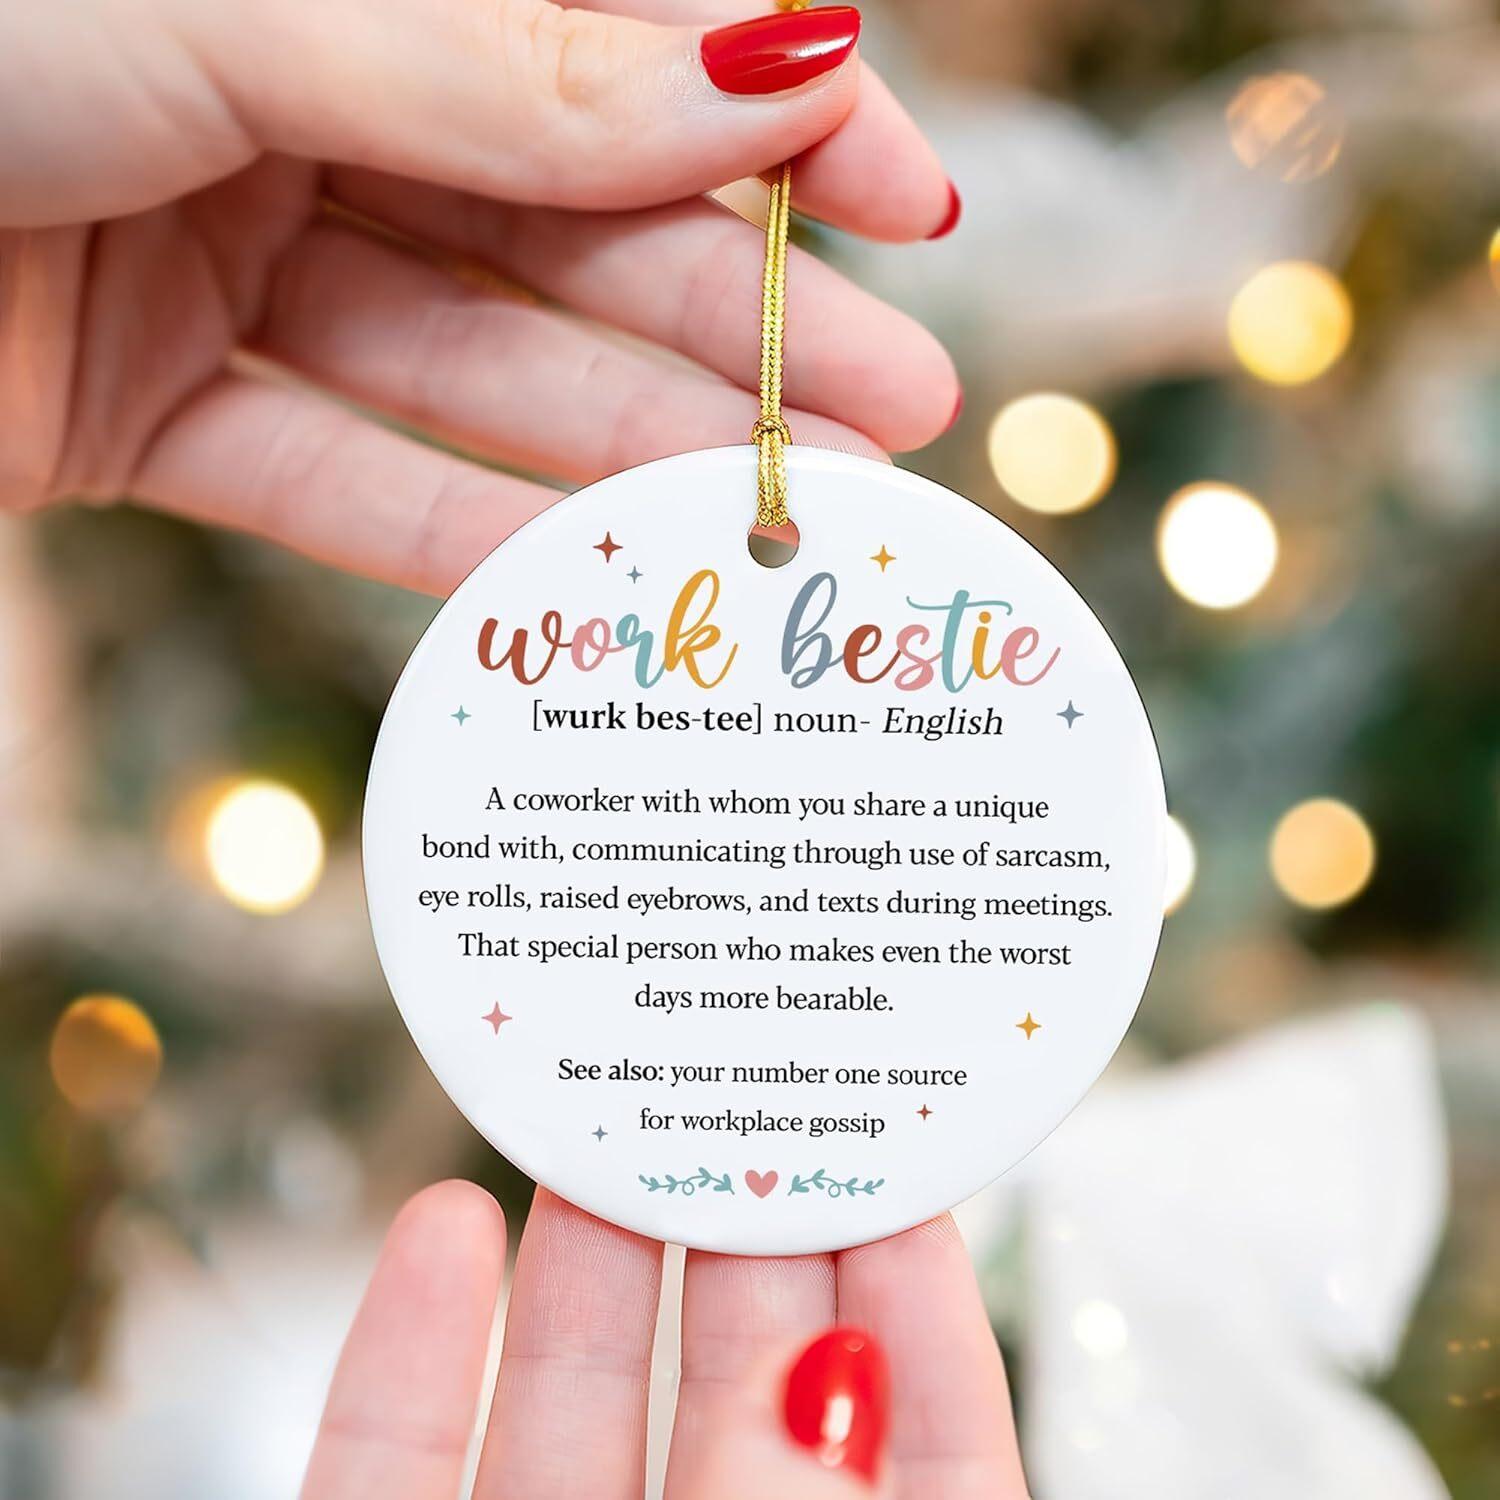 work bestie
[wurk bes-tee] noun- English
A coworker with whom you share a unique
bond with, communicating through use of sarcasm,
eye rolls, raised eyebrows, and texts during meetings.
That special person who makes even the worst
days more bearable.
See also: your number one source
for workplace gossip